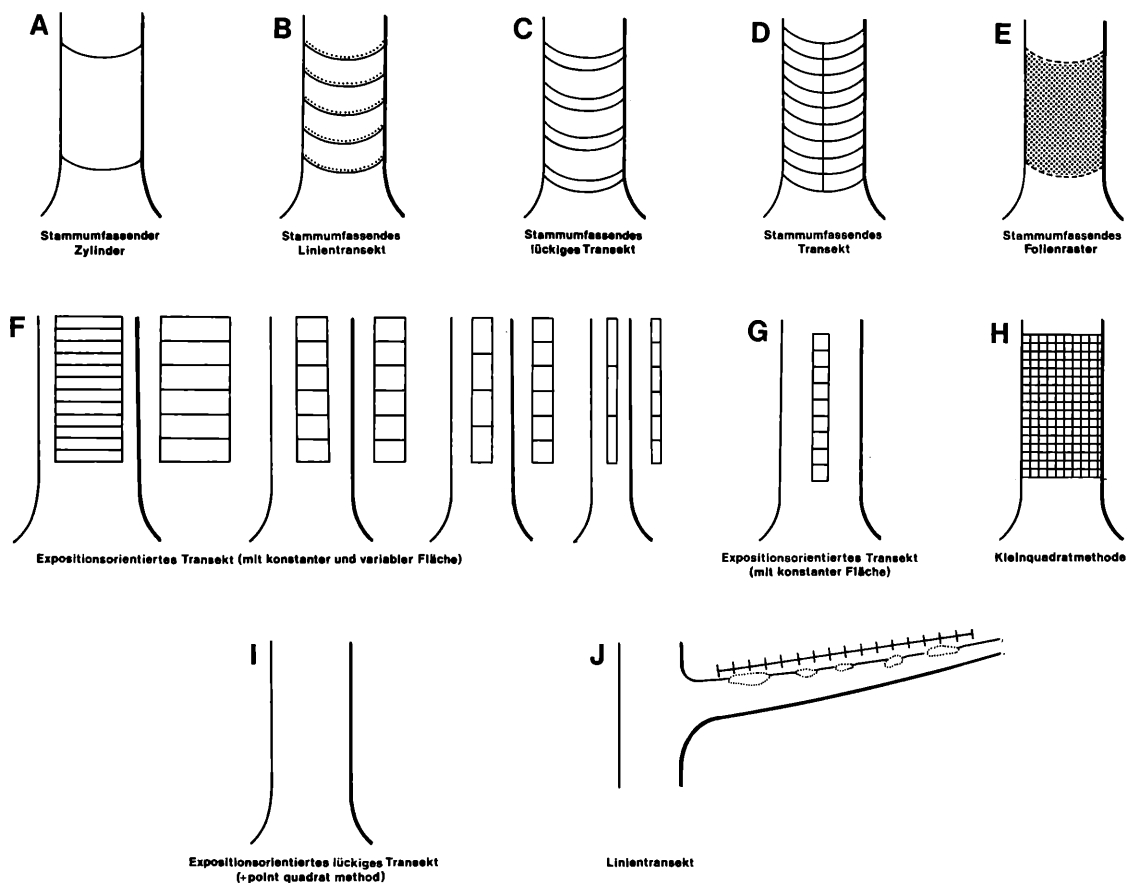 A
B
C
D
E
Stammumfassender
Zylinder
Stammumfassendes
Linientransekt
Stammumfassendes
lückiges Transekt
Stammumfassendes
Transekt
Stammumfassendes
Folienraster
F
G
H
Expositionsorientiertes Transekt (mit konstanter und variabler Fläche)
Expositionsorientiertes Transekt
(mit konstanter Fläche)
Kleinquadratmethode
I
J
Expositionsorientiertes lückiges Transekt
(+point quadrat method)
Linientransekt